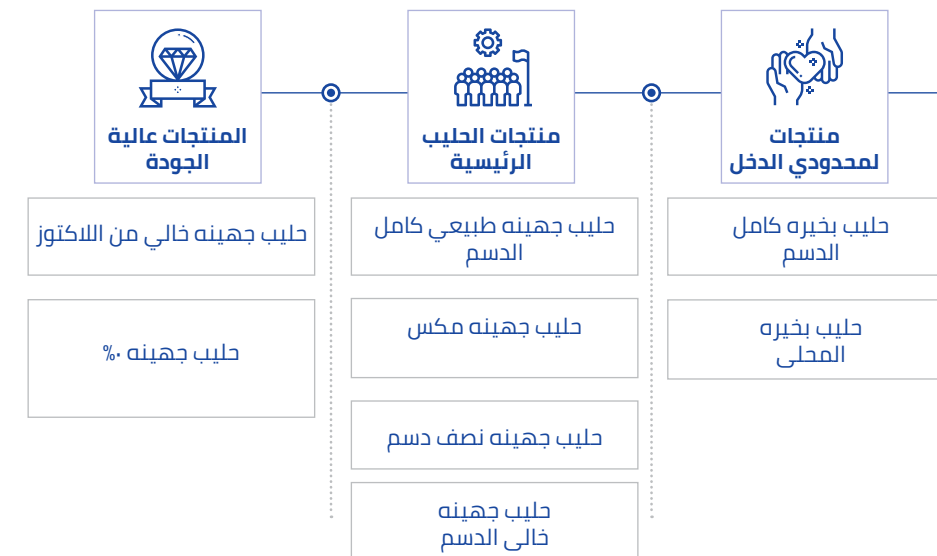 منتجات
لمحدودي الدخل
حليب بخيره كامل
الدسم
حليب بخيره
المحلى
منتجات الحليب
الرئيسية
حليب جهينه طبيعي كامل
الدسم
حليب جهينه مكس
حليب جهينه نصف دسم
حليب جهينه
خالى الدسم
المنتجات عالية
الجودة
حليب جهينه خالي من اللاكتوز
حليب جهينه ٠%